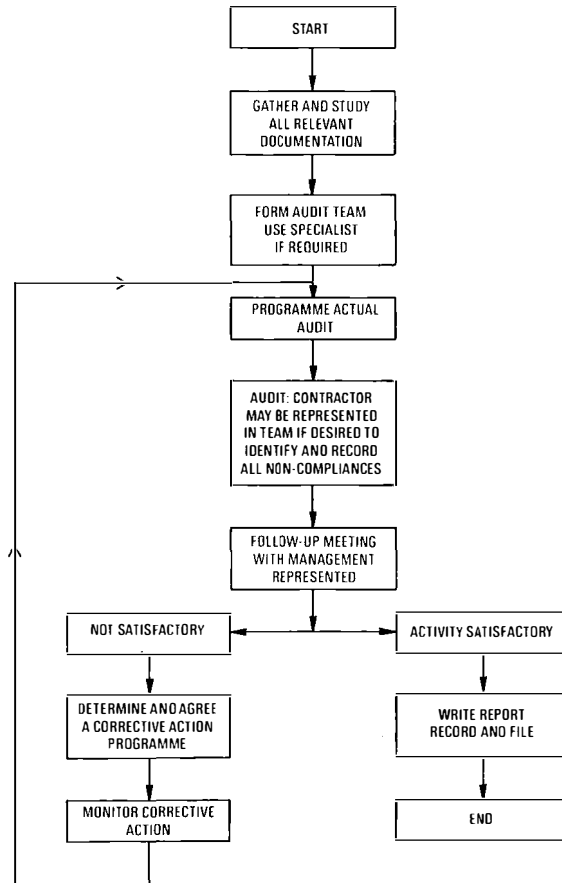 START
GATHER AND STUDY
ALL RELEVANT
DOCUMENTATION
FORM AUDIT TEAM
USE SPECIALIST
IF REQUIRED
PROGRAMME ACTUAL
AUDIT
AUDIT: CONTRACTOR
MAY BE REPRESENTED
IN TEAM IF DESIRED TO
IDENTIFY AND RECORD
ALL NON-COMPLIANCES
FOLLOW-UP MEETING
WITH MANAGEMENT
REPRESENTED
NOT SATISFACTORY
DETERMINE AND AGREE
A CORRECTIVE ACTION
PROGRAMME
MONITOR CORRECTIVE
ACTION
ACTIVITY SATISFACTORY
WRITE REPORT
RECORD AND FILE
END